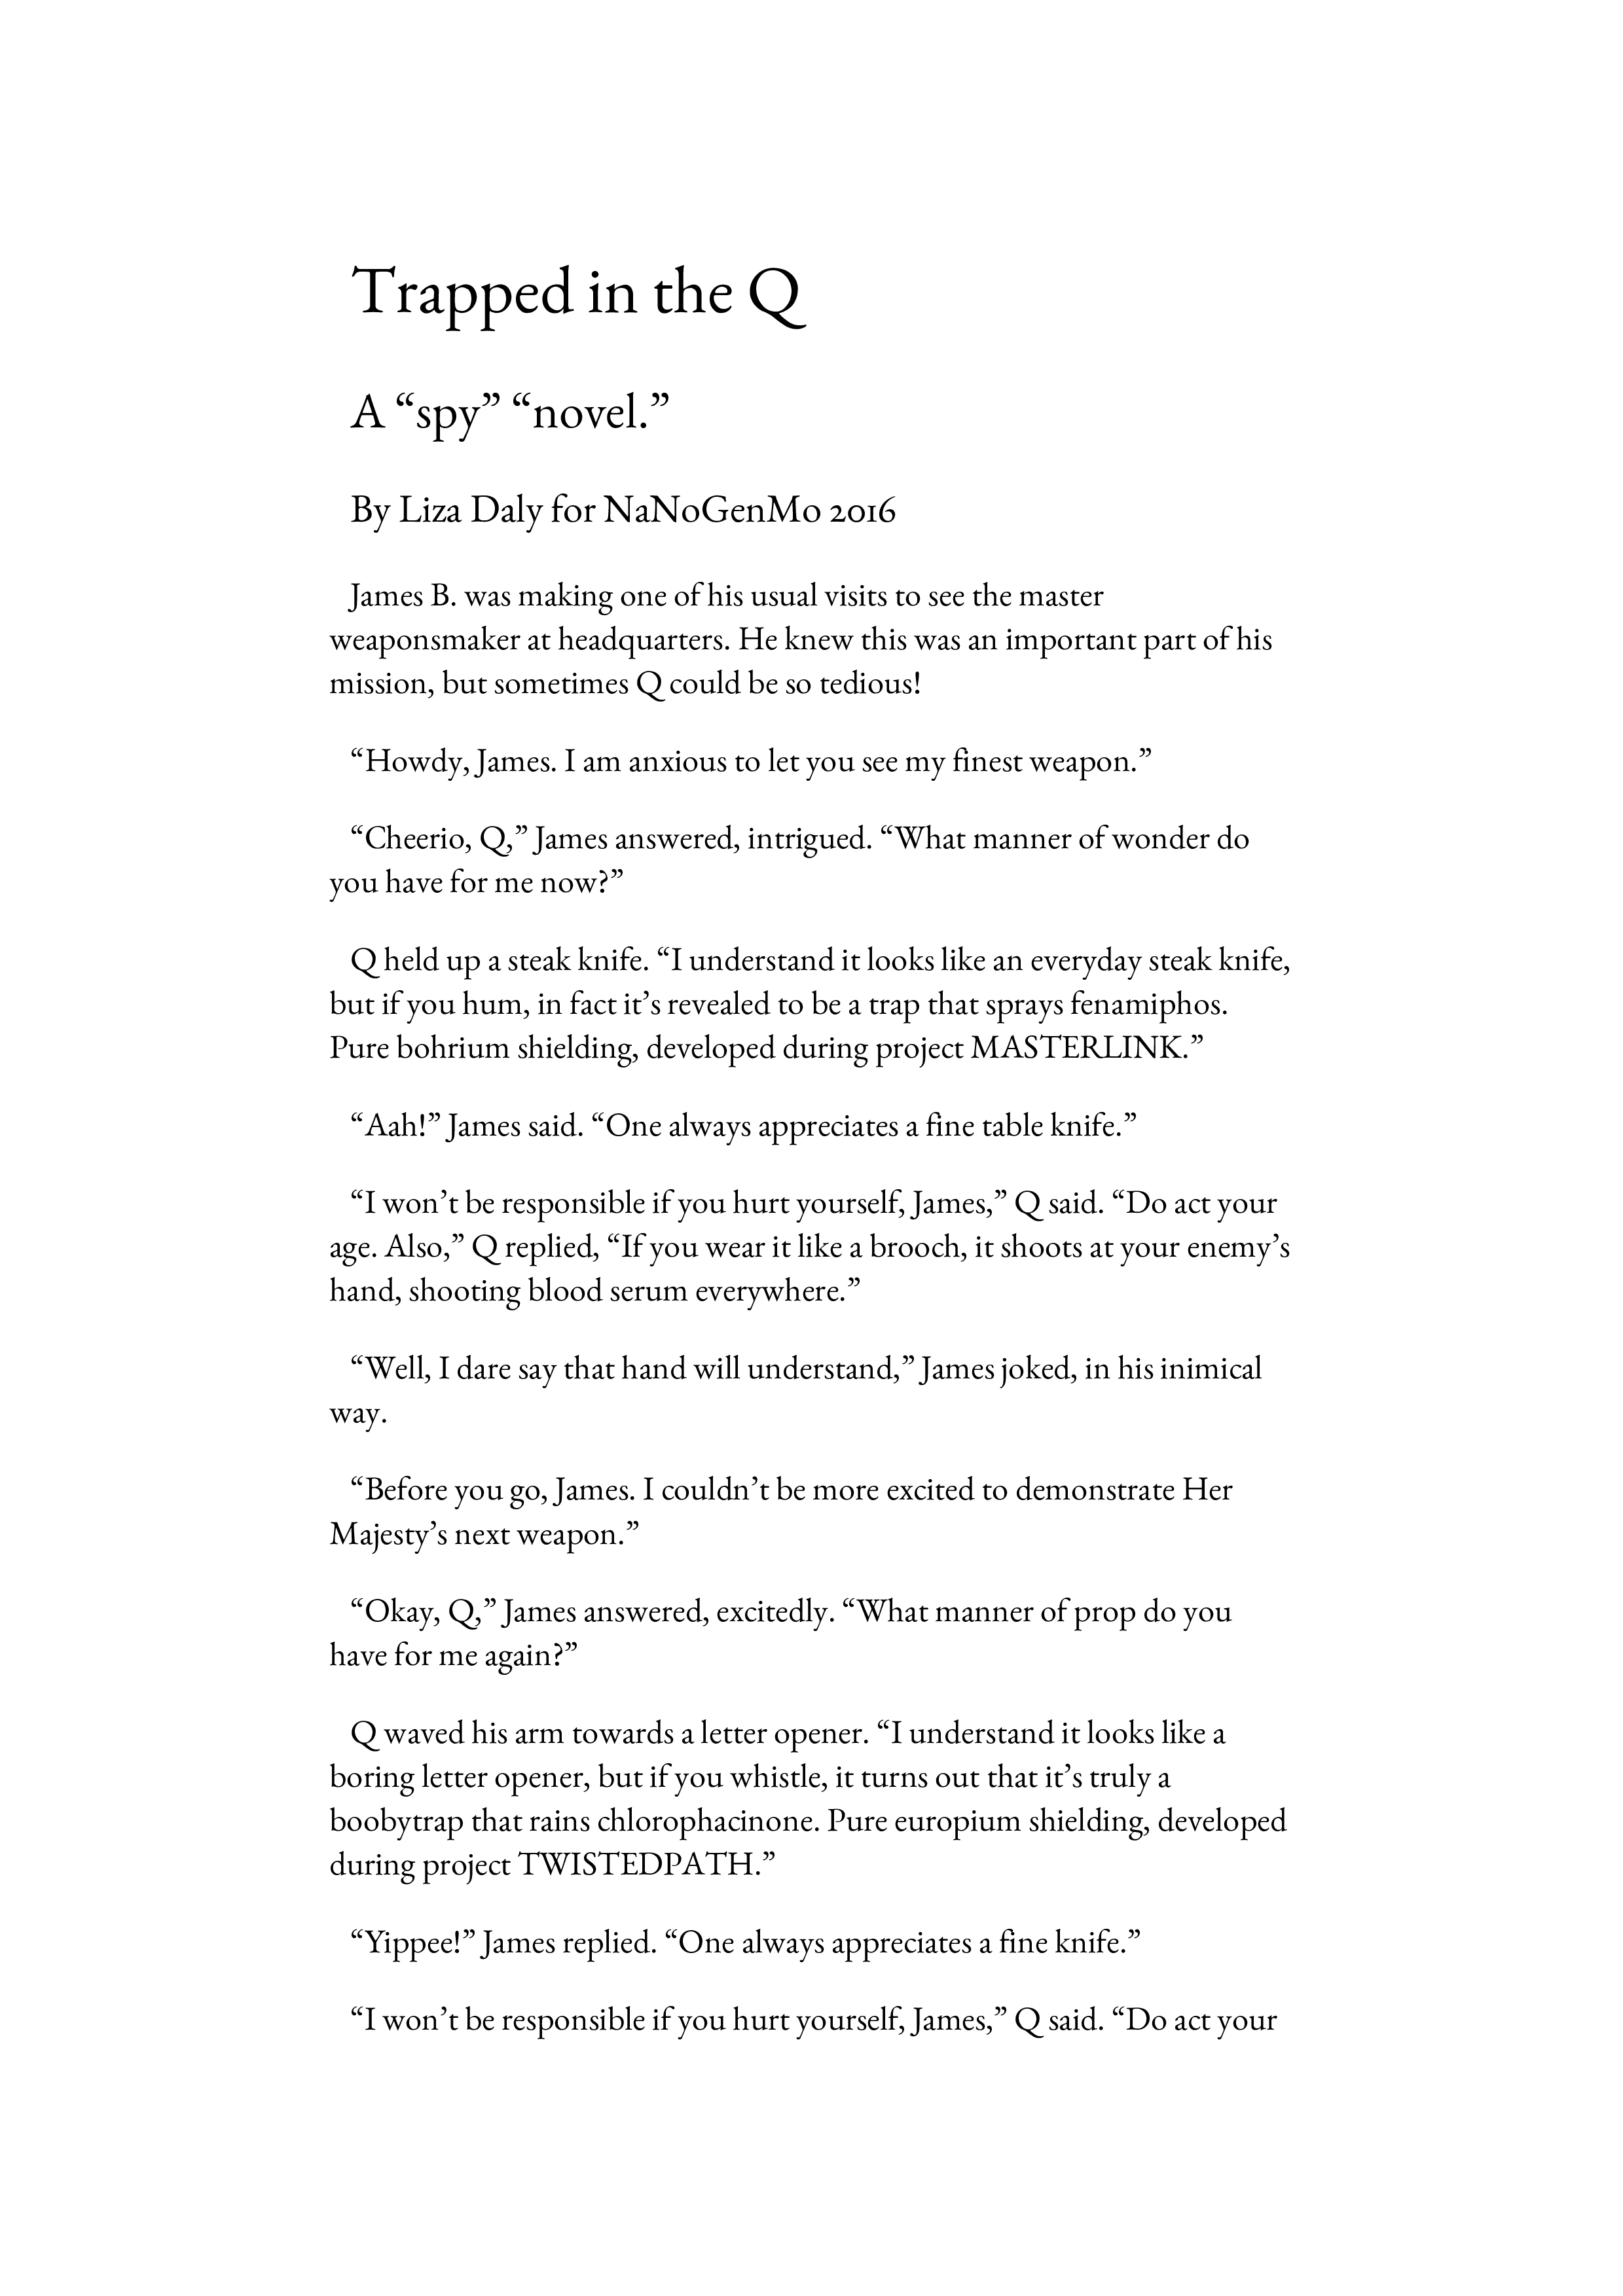 Trapped in the Q
A “spy” “novel.”
By Liza Daly for NaNoGenMo 2016
James B. was making one of his usual visits to see the master
weaponsmaker at headquarters. He knew this was an important part of his
mission, but sometimes Q could be so tedious!
“Howdy, James. I am anxious to let you see my finest weapon.”
“Cheerio, Q,” James answered, intrigued. “What manner of wonder do
you have for me now?”
Q held up a steak knife. “I understand it looks like an everyday steak knife,
but if you hum, in fact it’s revealed to be a trap that sprays fenamiphos.
Pure bohrium shielding, developed during project MASTERLINK.”
“Aah!” James said. “One always appreciates a fine table knife.”
“I won’t be responsible if you hurt yourself, James,” Q said. “Do act your
age. Also,” Q replied, “If you wear it like a brooch, it shoots at your enemy’s
hand, shooting blood serum everywhere.”
“Well, I dare say that hand will understand,” James joked, in his inimical
way.
“Before you go, James. I couldn’t be more excited to demonstrate Her
Majesty’s next weapon.”
“Okay, Q,” James answered, excitedly. “What manner of prop do you
have for me again?”
Q waved his arm towards a letter opener. “I understand it looks like a
boring letter opener, but if you whistle, it turns out that it’s truly a
boobytrap that rains chlorophacinone. Pure europium shielding, developed
during project TWISTEDPATH.”
“Yippee!” James replied. “One always appreciates a fine knife.”
“I won’t be responsible if you hurt yourself, James,” Q said. “Do act your